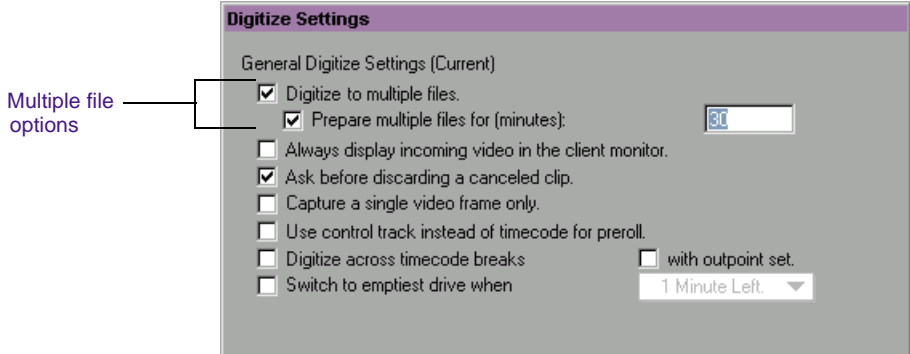 Digitize Settings
General Digitize Settings (Current)
Multiple file
options
Digitize to multiple files.
Prepare multiple files for (minutes): 30
Always display incoming video in the client monitor.
Ask before discarding a canceled clip.
Capture a single video frame only.
Use control track instead of timecode for preroll.
Digitize across timecode breaks with outpoint set.
Switch to emptiest drive when 1 Minute Left.